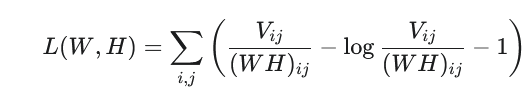 L(W, H) = \sum_{i,j} \left( \frac{V_{ij}}{(WH)_{ij}} - \log \frac{V_{ij}}{(WH)_{ij}} - 1 \right)